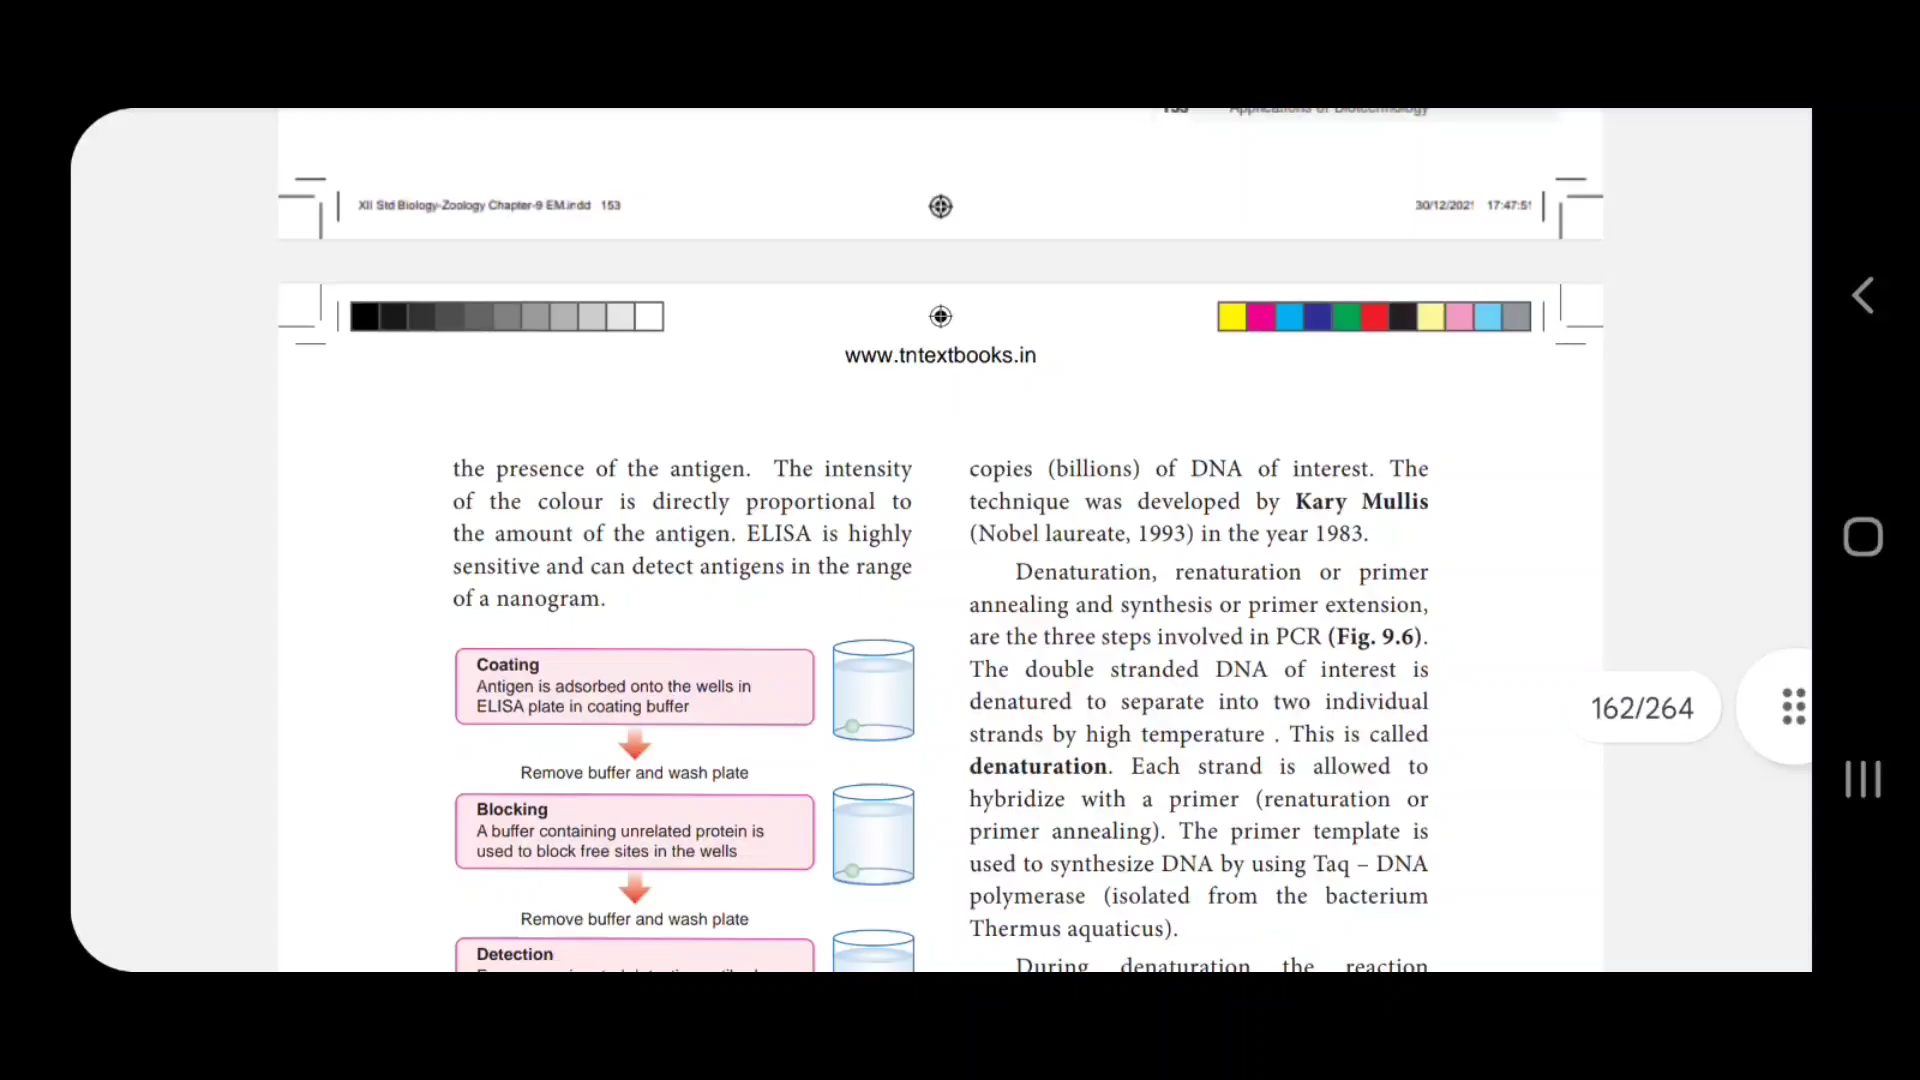 153 Applications of Biotechnology
XII Std Biology-Zoology Chapter-9 EM.indd 153
30/12/2021 17:47:51
www.tntextbooks.in
the presence of the antigen. The intensity
of the colour is directly proportional to
the amount of the antigen. ELISA is highly
sensitive and can detect antigens in the range
of a nanogram.
Coating
Antigen is adsorbed onto the wells in
ELISA plate in coating buffer
Remove buffer and wash plate
Blocking
A buffer containing unrelated protein is
used to block free sites in the wells
Remove buffer and wash plate
Detection
copies (billions) of DNA of interest. The
technique was developed by Kary Mullis
(Nobel laureate, 1993) in the year 1983.
Denaturation, renaturation or primer
annealing and synthesis or primer extension,
are the three steps involved in PCR (Fig. 9.6).
The double stranded DNA of interest is
denatured to separate into two individual
strands by high temperature . This is called
denaturation. Each strand is allowed to
hybridize with a primer (renaturation or
primer annealing). The primer template is
used to synthesize DNA by using Taq – DNA
polymerase (isolated from the bacterium
Thermus aquaticus).
During denaturation the reaction
162/264